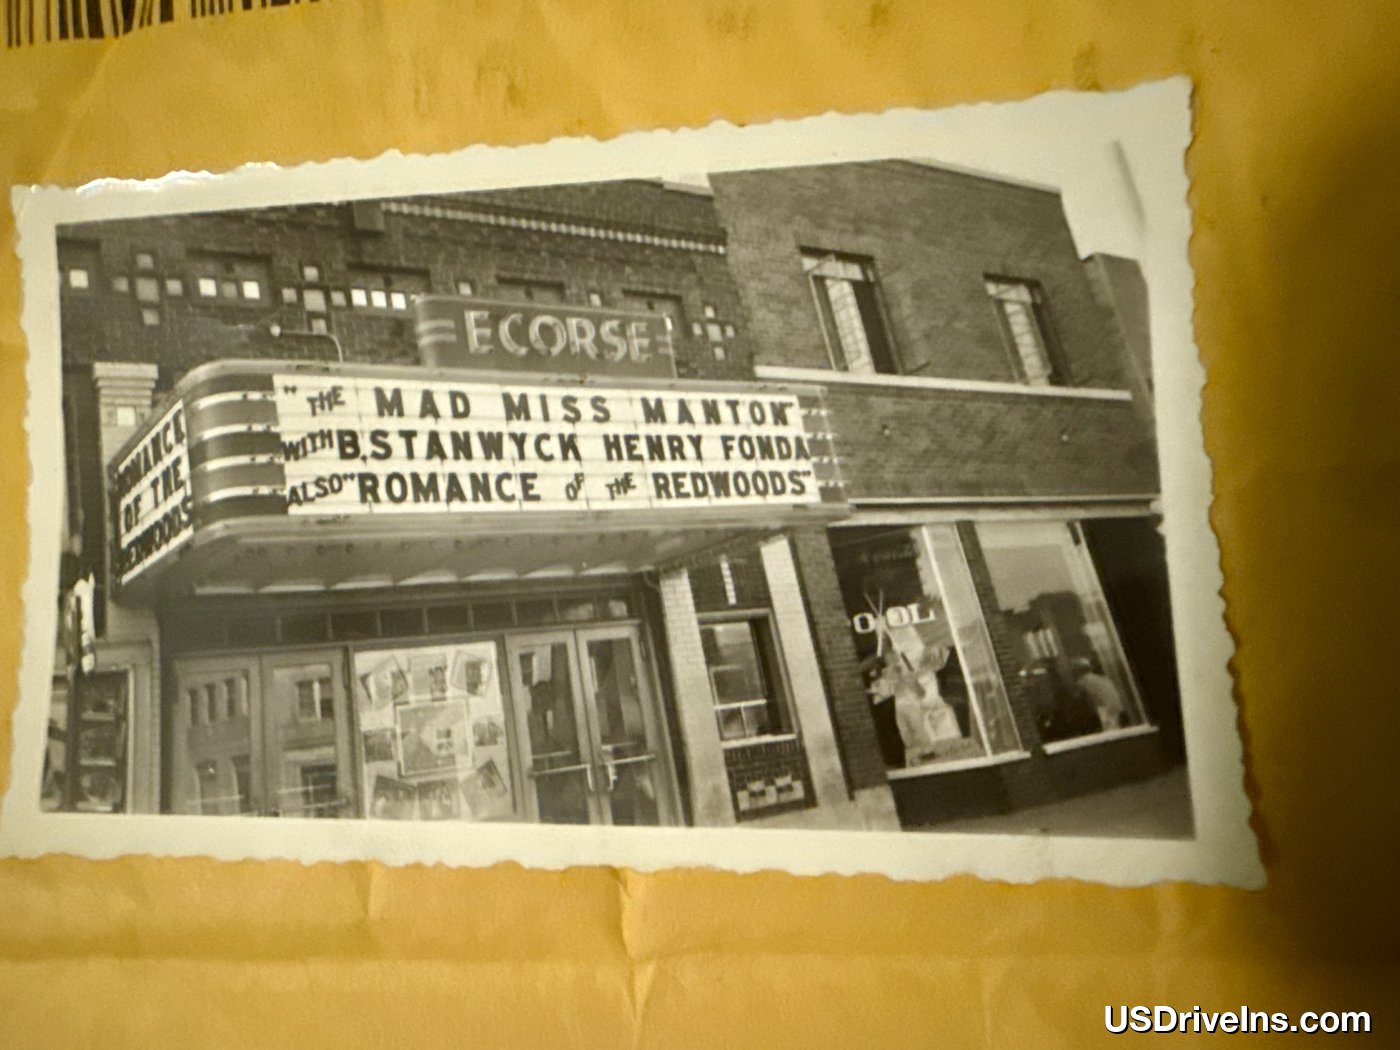 ECORSE
"THE MAD MISS MANTON"
WITH B.STANWYCK HENRY FONDA
ALSO "ROMANCE OF THE REDWOODS"
ROMANCE
OF THE
REDWOODS
USDriveIns.com